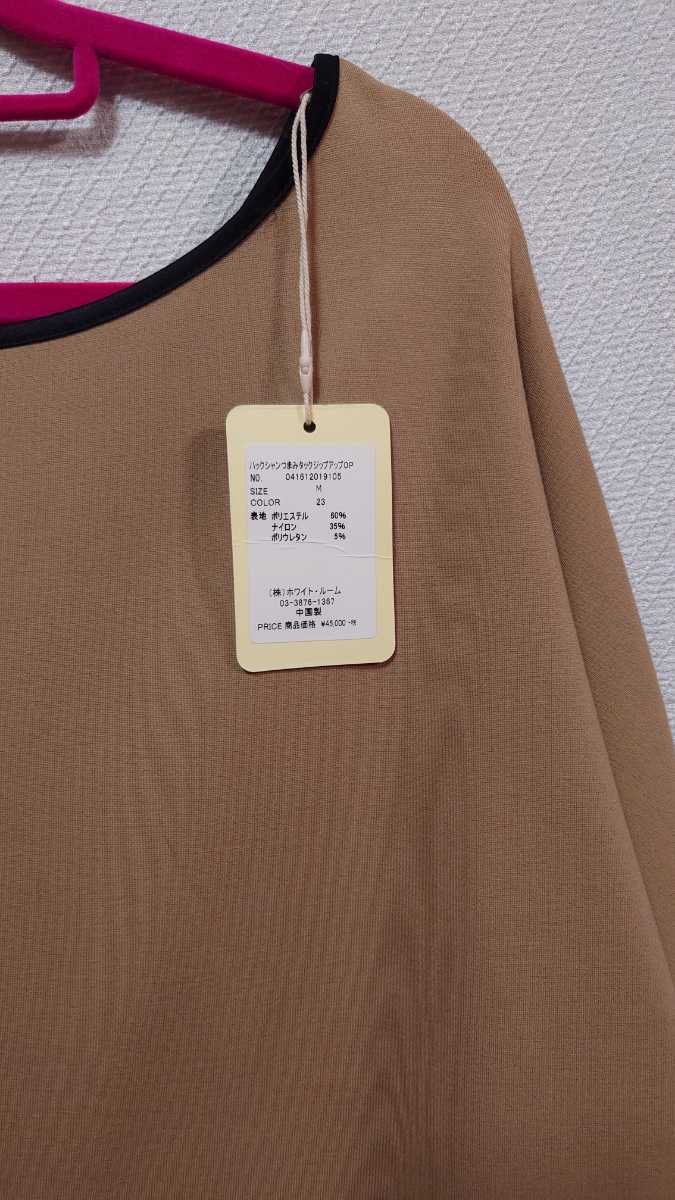 バックシャンつまみタックジップアップOP
NO. 041612019105
SIZE M
COLOR 23
表地 ポリエステル 60%
ナイロン 35%
ポリウレタン 5%
(株)ホワイト・ルーム
03-3876-1367
中国製
PRICE 商品価格 ¥45,000-税